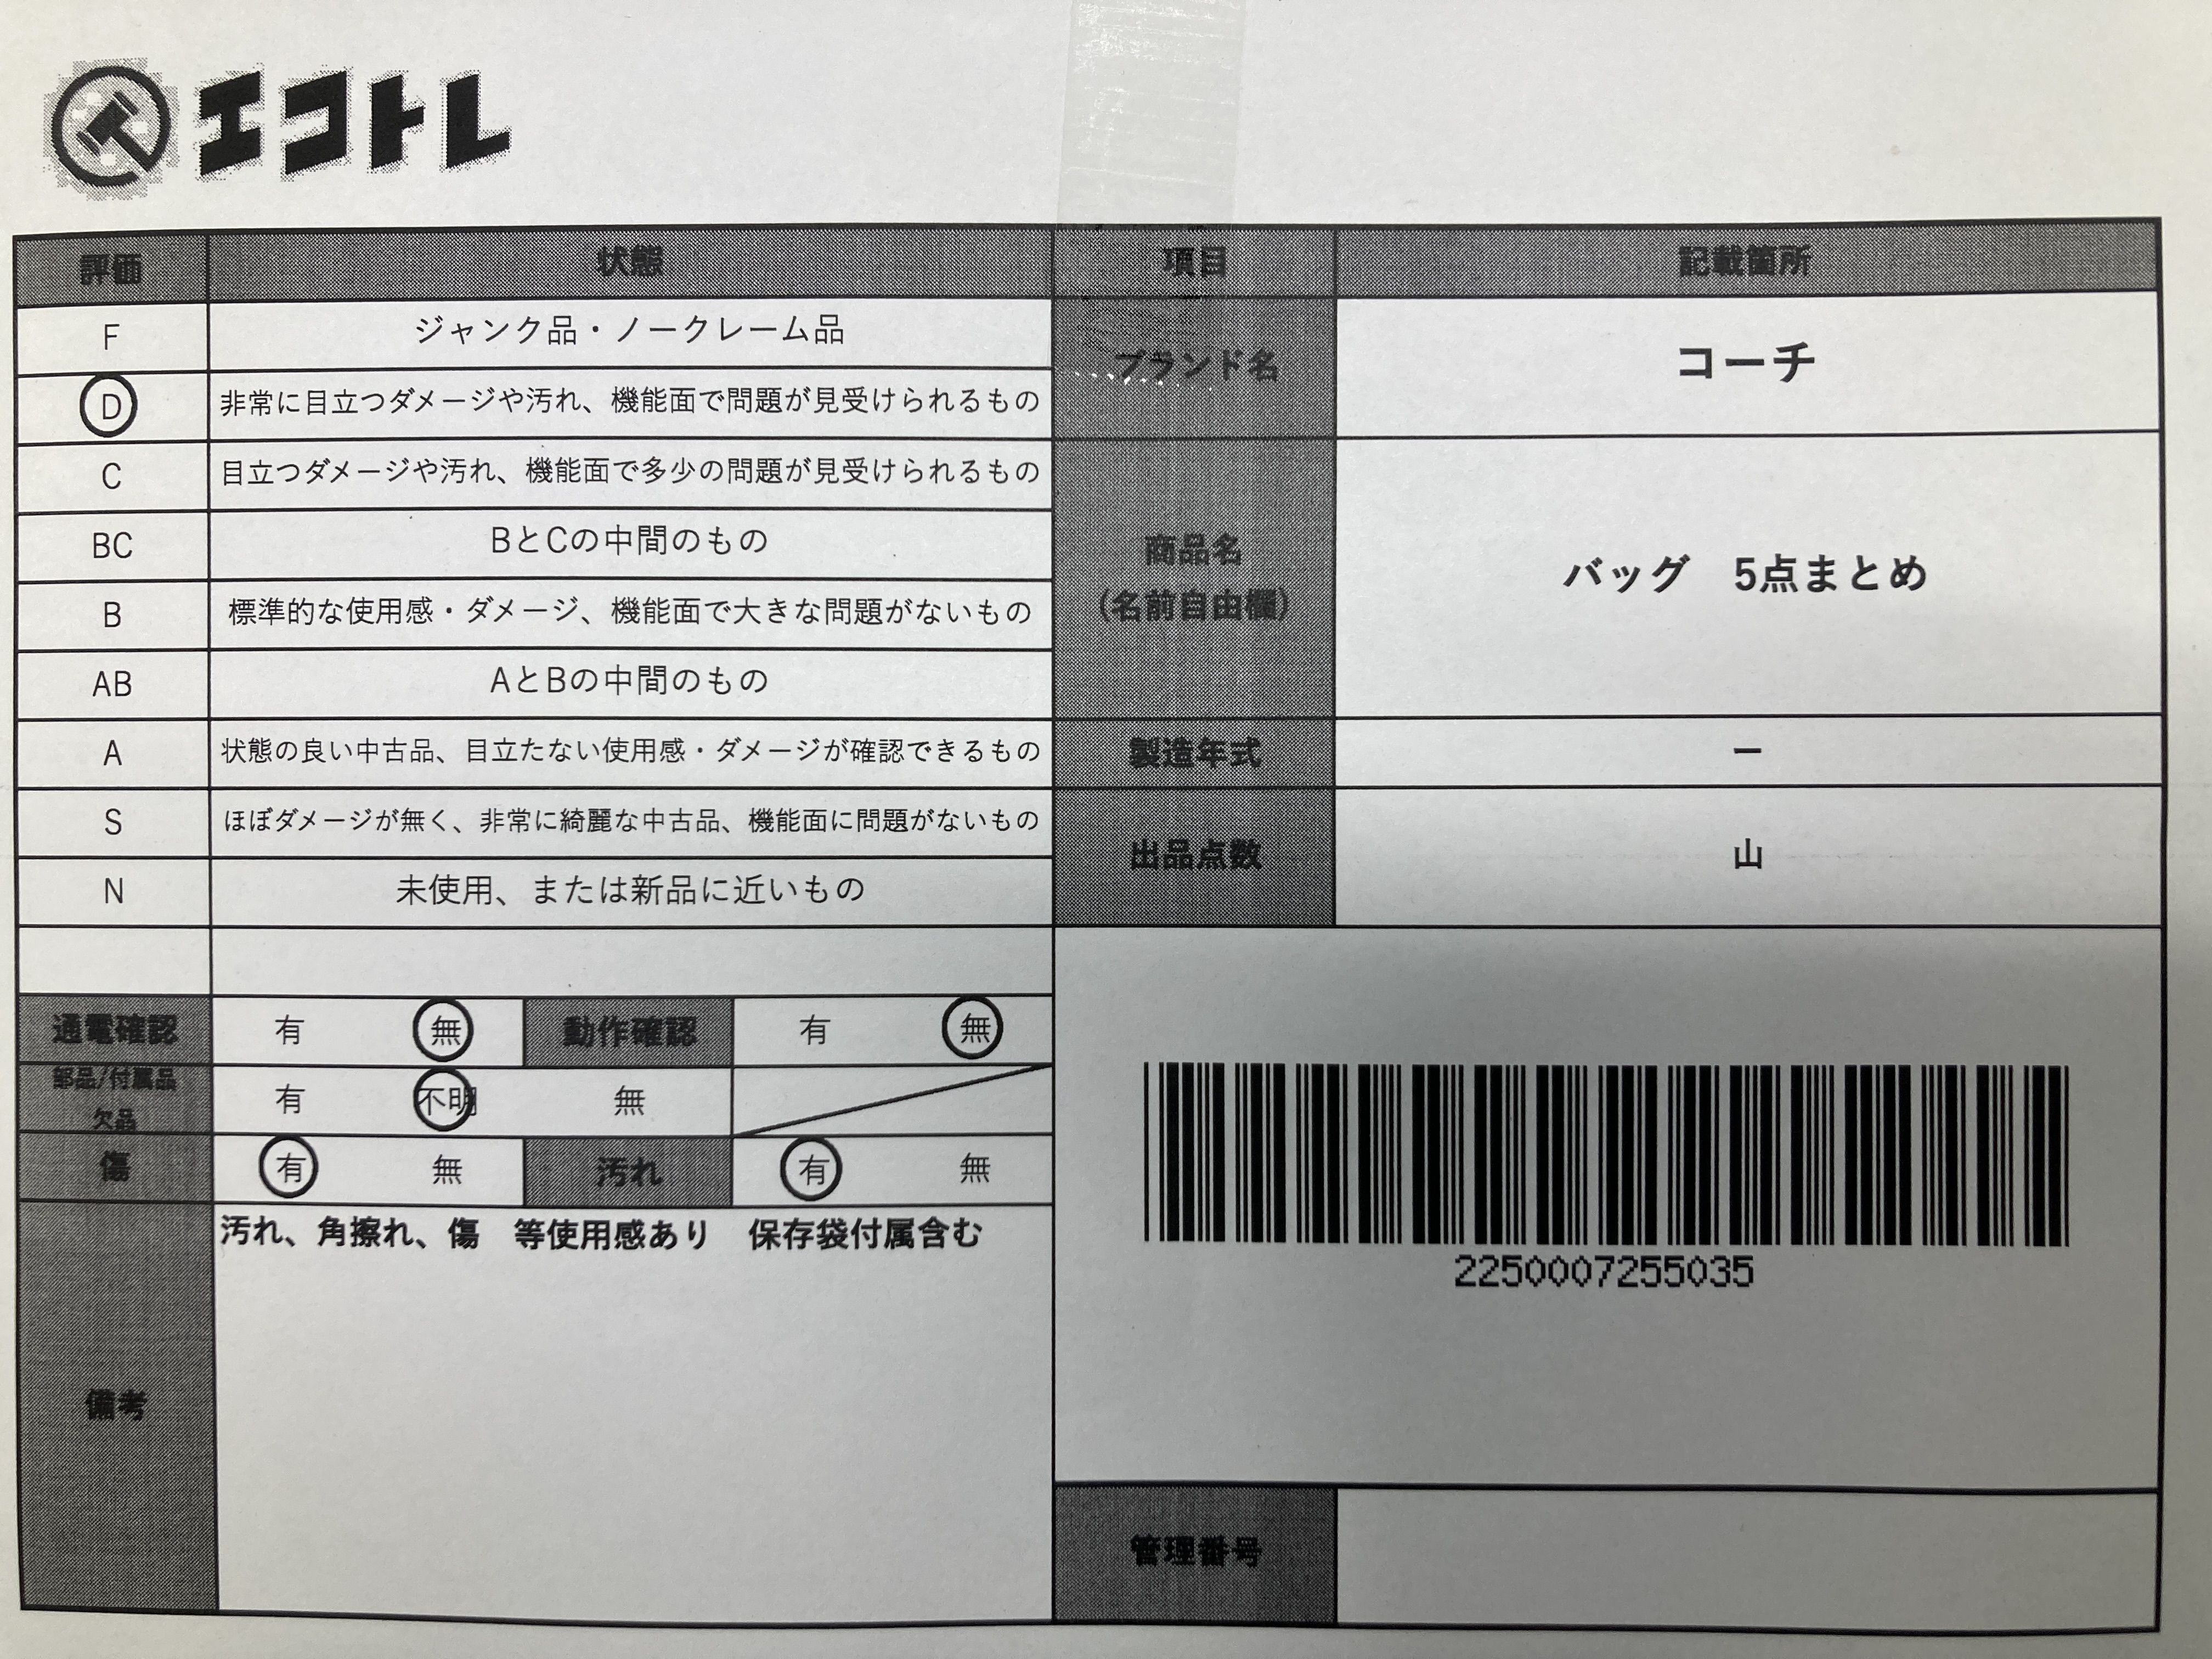 エコトレ
評価 状態 項目 記載箇所
F ジャンク品・ノークレーム品
D 非常に目立つダメージや汚れ、機能面で問題が見受けられるもの
ブランド名 コーチ
C 目立つダメージや汚れ、機能面で多少の問題が見受けられるもの
BC BとCの中間のもの
B 標準的な使用感・ダメージ、機能面で大きな問題がないもの
AB AとBの中間のもの
商品名
(名前自由欄)
バッグ 5点まとめ
A 状態の良い中古品、目立たない使用感・ダメージが確認できるもの
製造年式 ー
S ほぼダメージが無く、非常に綺麗な中古品、機能面に問題がないもの
N 未使用、または新品に近いもの
出品点数 山
通電確認 有 無 動作確認 有 無
部品/付属品
欠品
有 不明 無
傷 有 無 汚れ 有 無
備考
汚れ、角擦れ、傷 等使用感あり 保存袋付属含む
2250007255035
管理番号